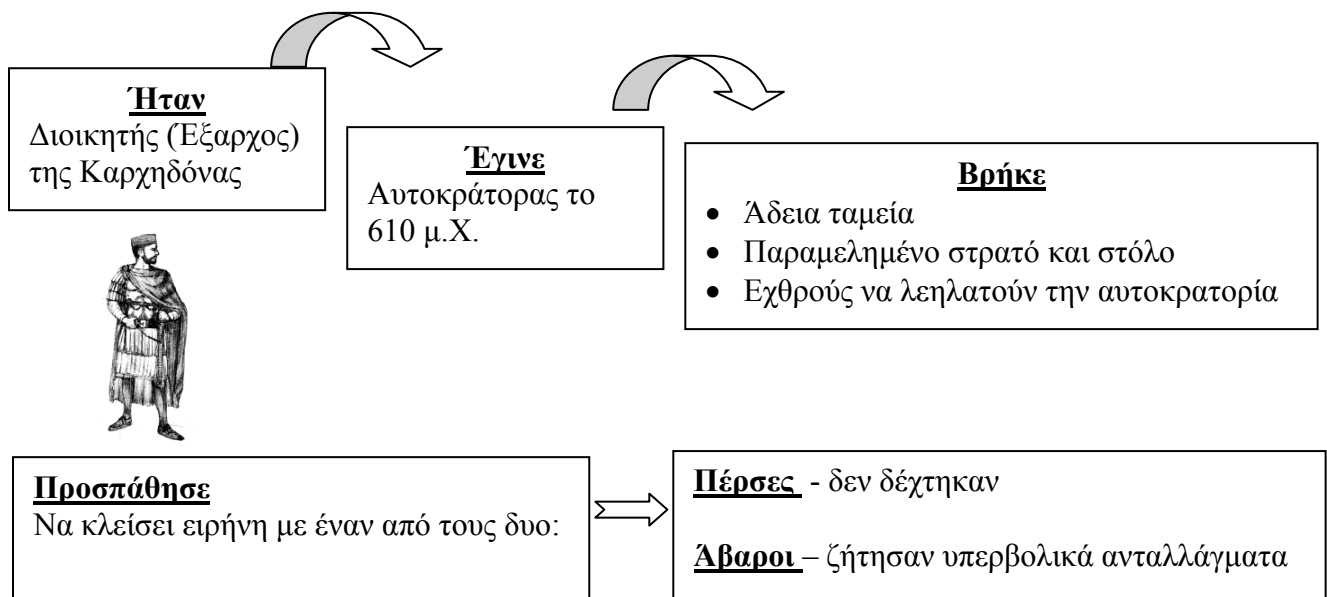 Ήταν
Διοικητής (Έξαρχος)
της Καρχηδόνας
Έγινε
Αυτοκράτορας το
610 μ.Χ.
Βρήκε
• Άδεια ταμεία
• Παραμελημένο στρατό και στόλο
• Εχθρούς να λεηλατούν την αυτοκρατορία
Προσπάθησε
Να κλείσει ειρήνη με έναν από τους δυο:
Πέρσες - δεν δέχτηκαν
Άβαροι – ζήτησαν υπερβολικά ανταλλάγματα